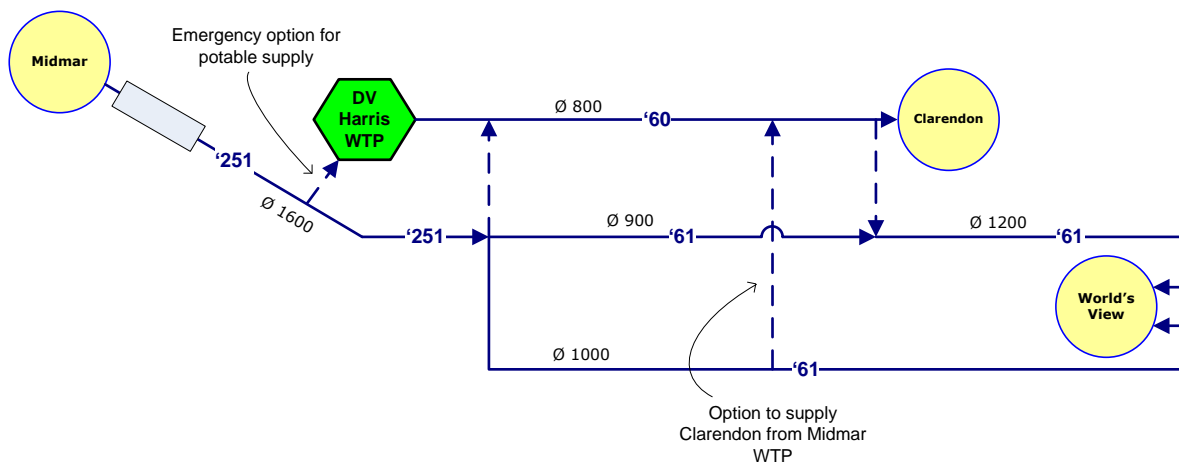 Emergency option for
potable supply
Midmar
DV
Harris
WTP
Ø 800
‘60
Clarendon
‘251
Ø 1600
‘251
Ø 900
‘61
Ø 1200
‘61
World’s
View
Ø 1000
‘61
Option to supply
Clarendon from Midmar
WTP